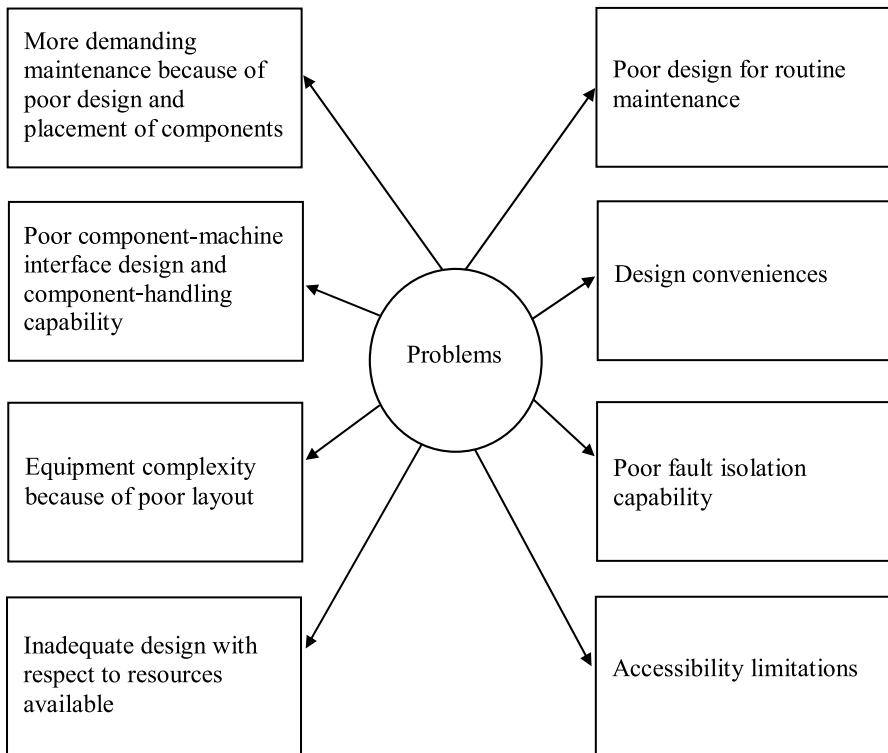 More demanding
maintenance because of
poor design and
placement of components
Poor design for routine
maintenance
Poor component-machine
interface design and
component-handling
capability
Design conveniences
Problems
Equipment complexity
because of poor layout
Poor fault isolation
capability
Inadequate design with
respect to resources
available
Accessibility limitations